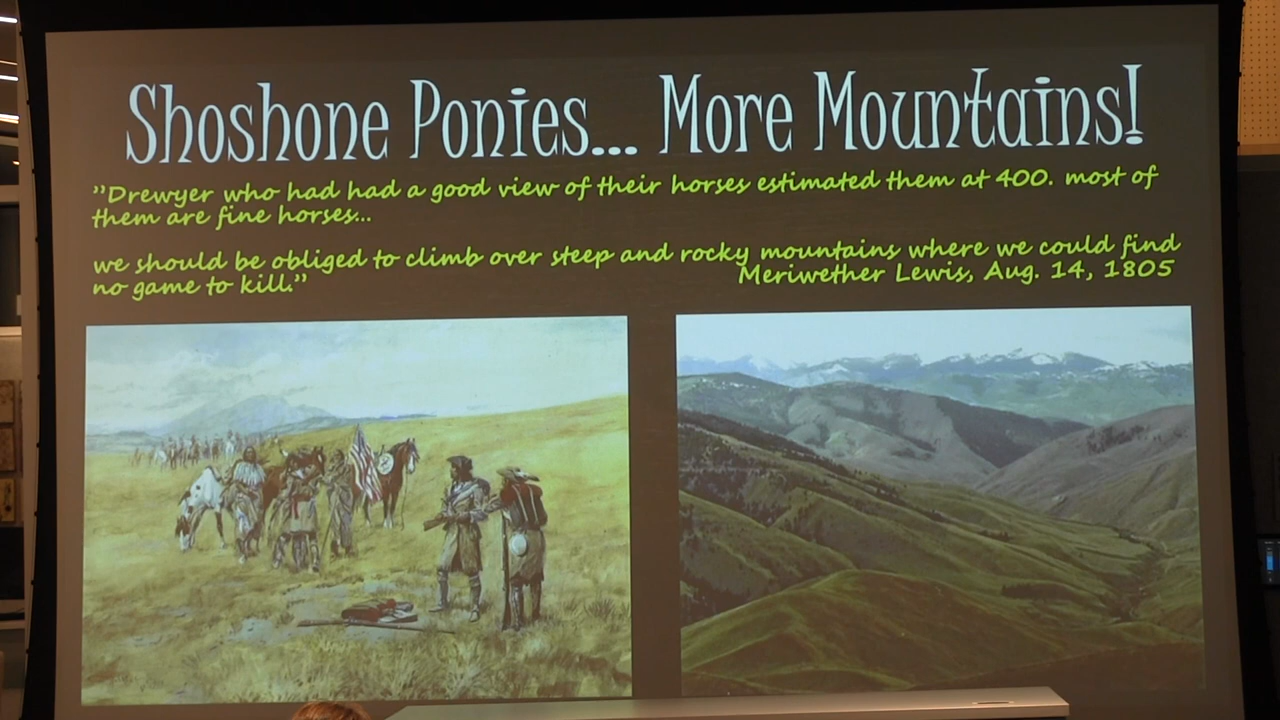 Shoshone Ponies... More Mountains!
”Drewyer who had had a good view of their horses estimated them at 400. most of
them are fine horses...
we should be obliged to climb over steep and rocky mountains where we could find
no game to kill.”
Meriwether Lewis, Aug. 14, 1805